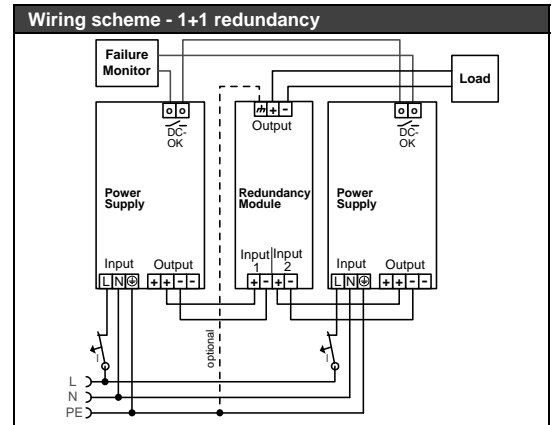 Wiring scheme - 1+1 redundancy
Failure
Monitor
Load
DC-
OK
+ -
Output
DC-
OK
Power
Supply
Redundancy
Module
Power
Supply
Input Output
Input Input
1 2
Input Output
L N + + - -
+ - + -
L N + + - -
I
optional
I
L
N
PE